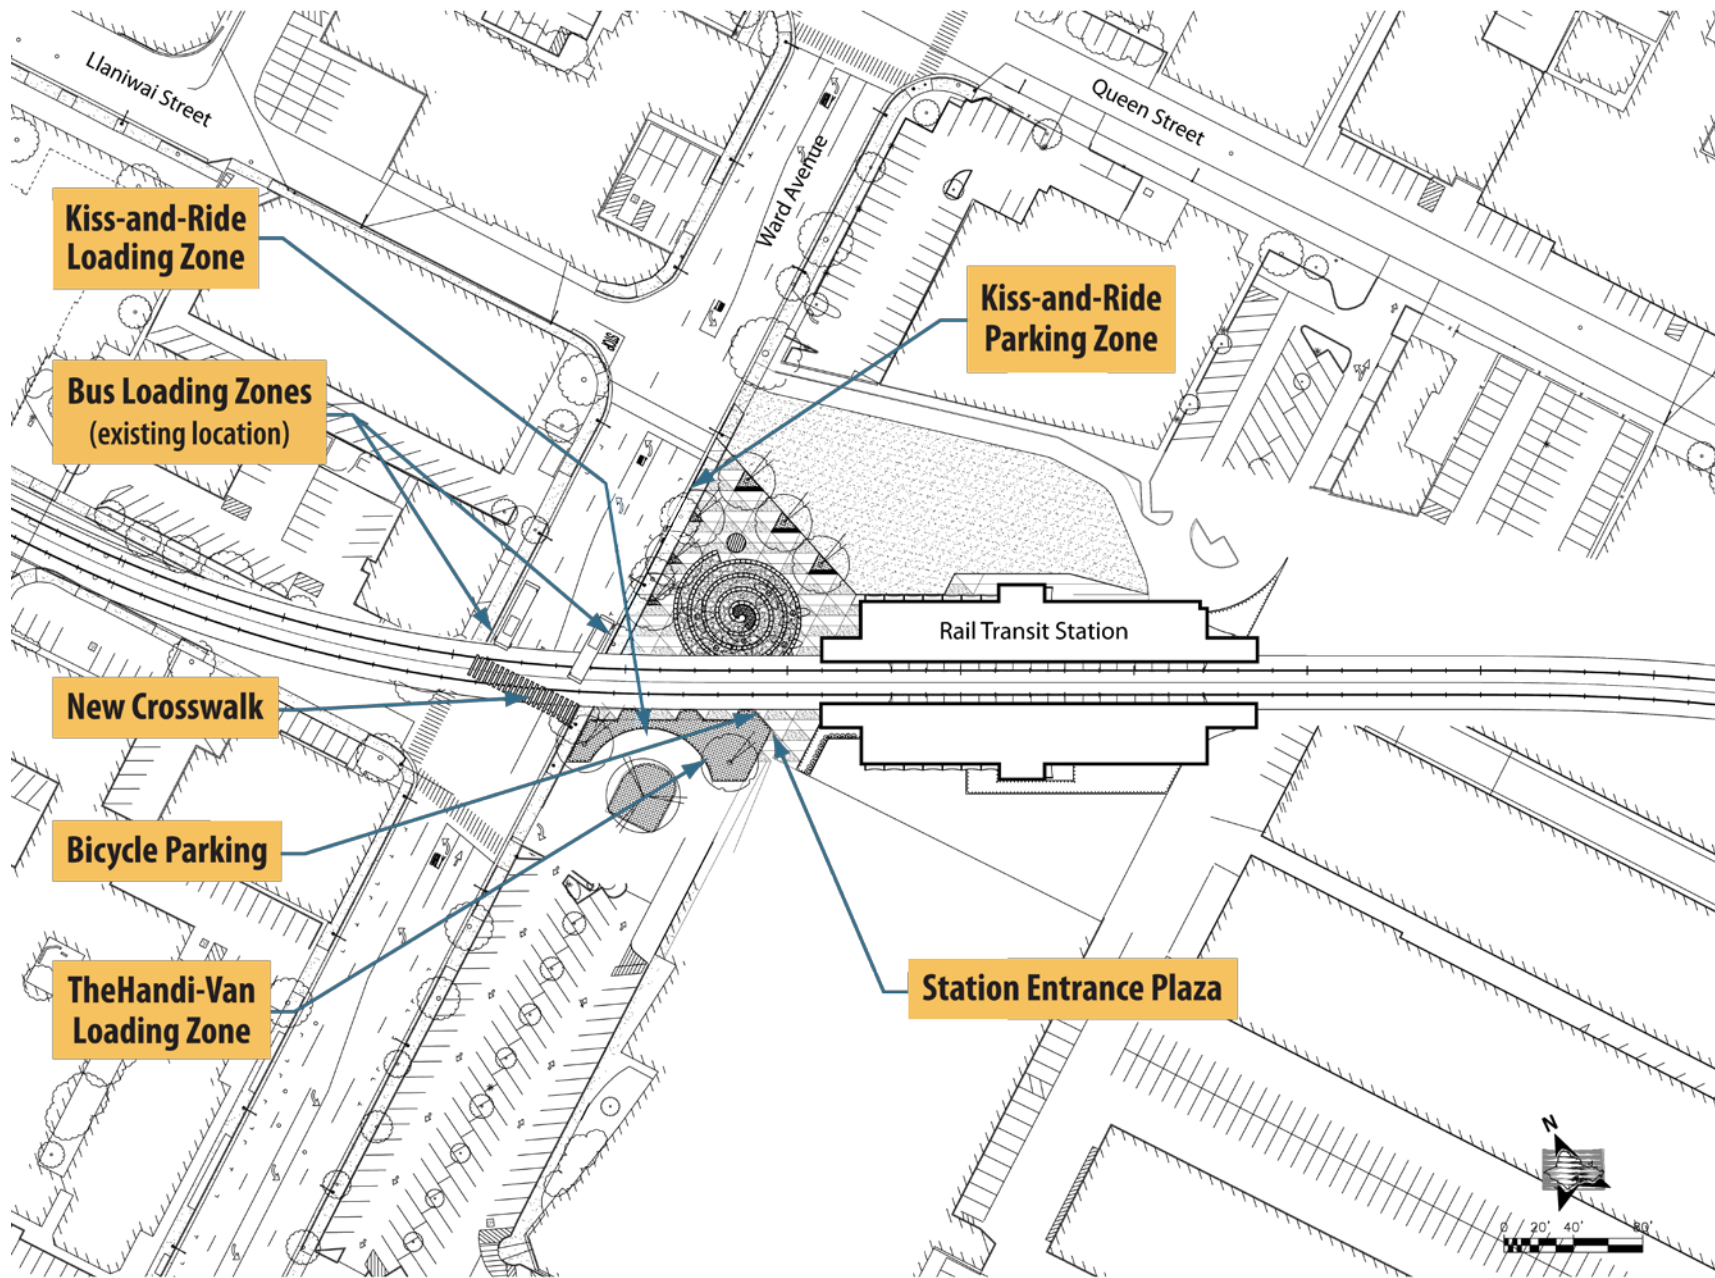 Llaniwai Street
Queen Street
Ward Avenue
Kiss-and-Ride
Loading Zone
Kiss-and-Ride
Parking Zone
Bus Loading Zones
(existing location)
STOP
Rail Transit Station
New Crosswalk
Bicycle Parking
TheHandi-Van
Loading Zone
Station Entrance Plaza
N
0 20' 40' 80'